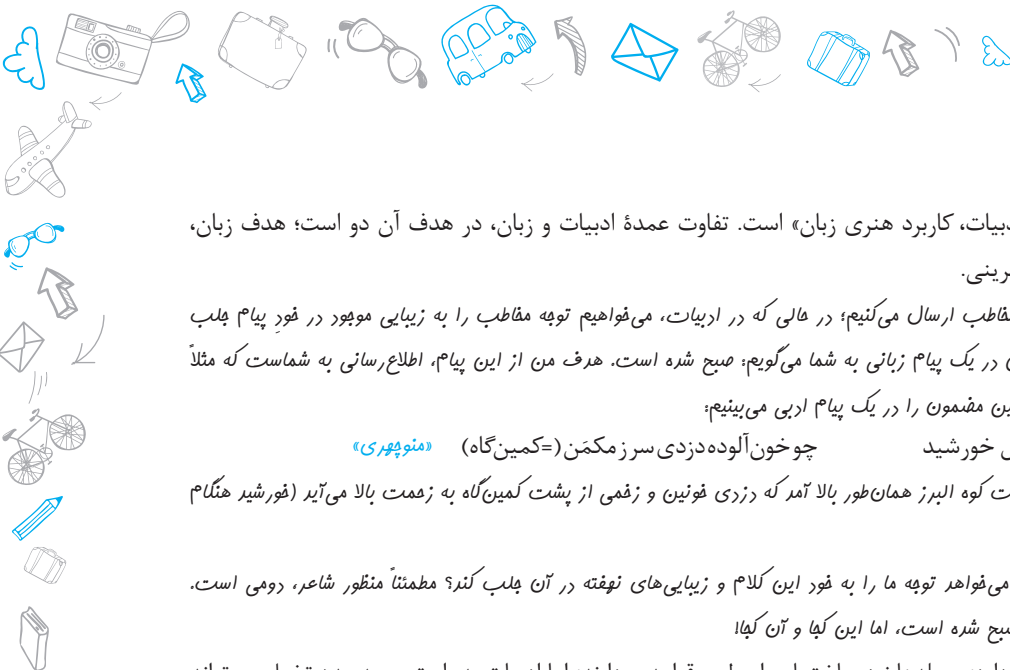 دبیات، کاربرد هنری زبان» است. تفاوت عمدهٔ ادبیات و زبان، در هدف آن دو است؛ هدف زبان،
رینی.
مخاطب ارسال می‌کنیم؛ در حالی که در ادبیات، می‌خواهیم توجه مخاطب را به زیبایی موجود در خودِ پیام جلب
در یک پیام زبانی به شما می‌گویم: صبح شده است. هدف من از این پیام، اطلاع‌رسانی به شماست که مثلاً
ین مضمون را در یک پیام ادبی می‌بینیم:
خورشید چو خون‌آلوده دزدی سر ز مکمَن (=کمین‌گاه) «منوچهری»
ت کوه البرز همان‌طور بالا آمد که دزدی خونین و زخمی از پشت کمین‌گاه به زحمت بالا می‌آید (خورشید هنگام
می‌خواهد توجه ما را به خود این کلام و زیبایی‌های نهفته در آن جلب کند؟ مطمئناً منظور شاعر، دومی است.
صبح شده است، اما این کجا و آن کجا!